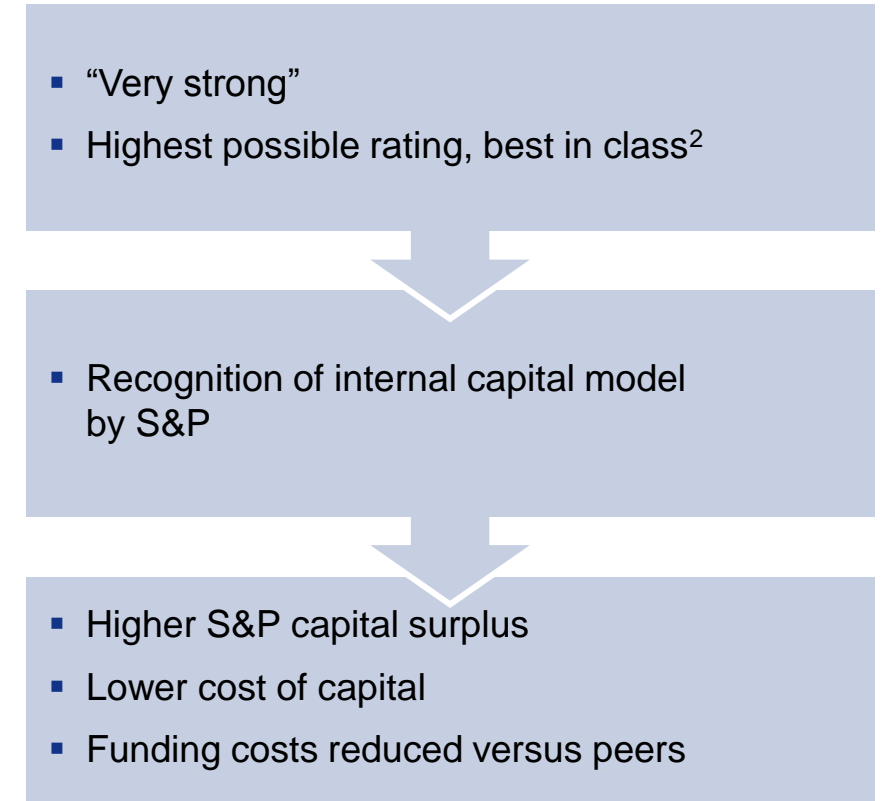 ▪ “Very strong”
▪ Highest possible rating, best in class²
▪ Recognition of internal capital model
by S&P
▪ Higher S&P capital surplus
▪ Lower cost of capital
▪ Funding costs reduced versus peers